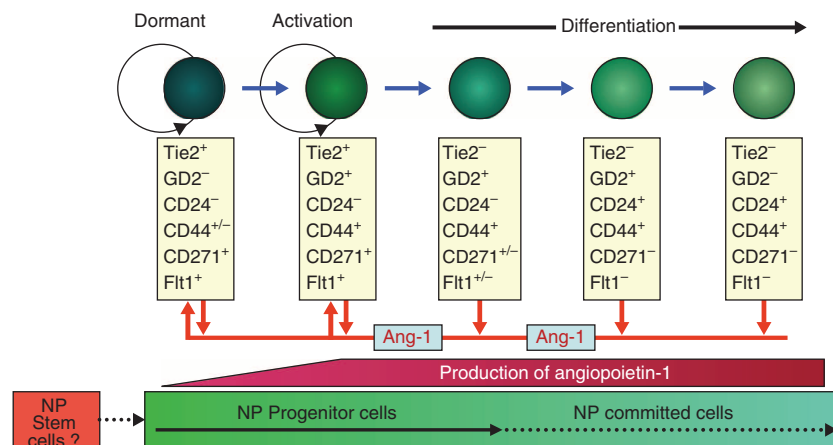 Dormant
Activation
Differentiation
Tie2⁺
GD2⁻
CD24⁻
CD44⁺/⁻
CD271⁺
Flt1⁺
Tie2⁺
GD2⁺
CD24⁻
CD44⁺
CD271⁺
Flt1⁺
Tie2⁻
GD2⁺
CD24⁻
CD44⁺
CD271⁺/⁻
Flt1⁺/⁻
Tie2⁻
GD2⁺
CD24⁺
CD44⁺
CD271⁻
Flt1⁻
Tie2⁻
GD2⁻
CD24⁺
CD44⁺
CD271⁻
Flt1⁻
Ang-1
Ang-1
Production of angiopoietin-1
NP
Stem
cells ?
NP Progenitor cells
NP committed cells